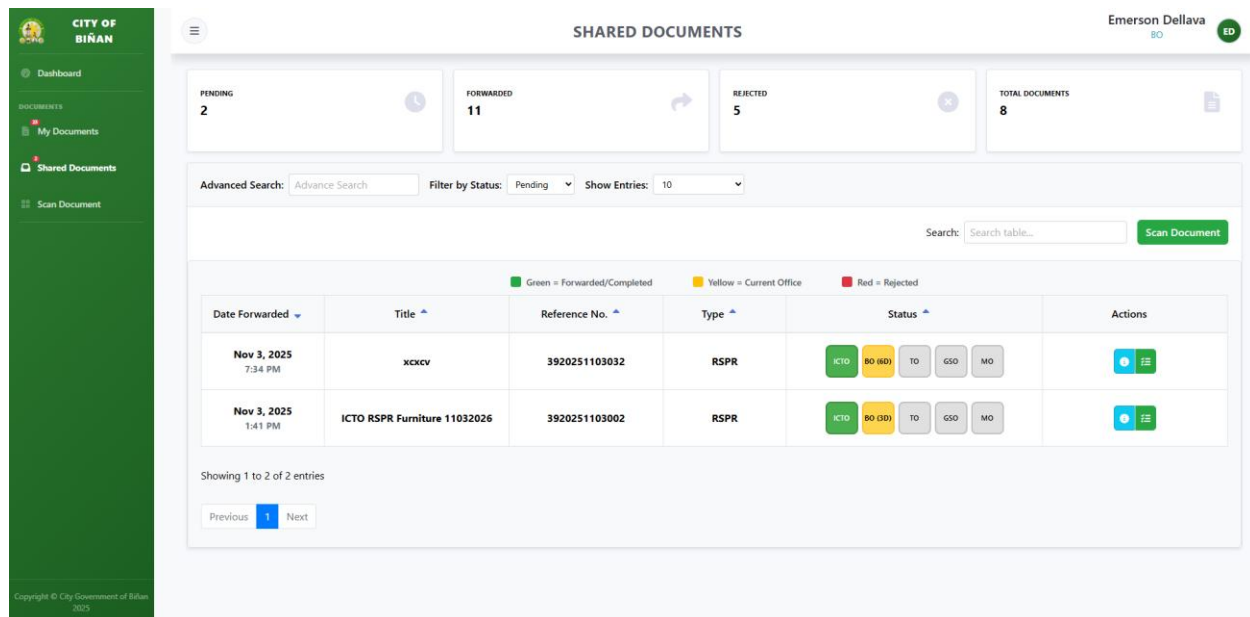 CITY OF
BIÑAN
SHARED DOCUMENTS
Emerson Dellava
BO
ED
Dashboard
DOCUMENTS
My Documents
Shared Documents
Scan Document
PENDING
2
FORWARDED
11
REJECTED
5
TOTAL DOCUMENTS
8
Advanced Search: Advance Search Filter by Status: Pending Show Entries: 10
Search: Search table... Scan Document
Green = Forwarded/Completed Yellow = Current Office Red = Rejected
Date Forwarded Title Reference No. Type Status Actions
Nov 3, 2025
7:34 PM
xcxcv 3920251103032 RSPR ICTO BO (6D) TO GSO MO
Nov 3, 2025
1:41 PM
ICTO RSPR Furniture 11032026 3920251103002 RSPR ICTO BO (3D) TO GSO MO
Showing 1 to 2 of 2 entries
Previous 1 Next
Copyright © City Government of Biñan
2025